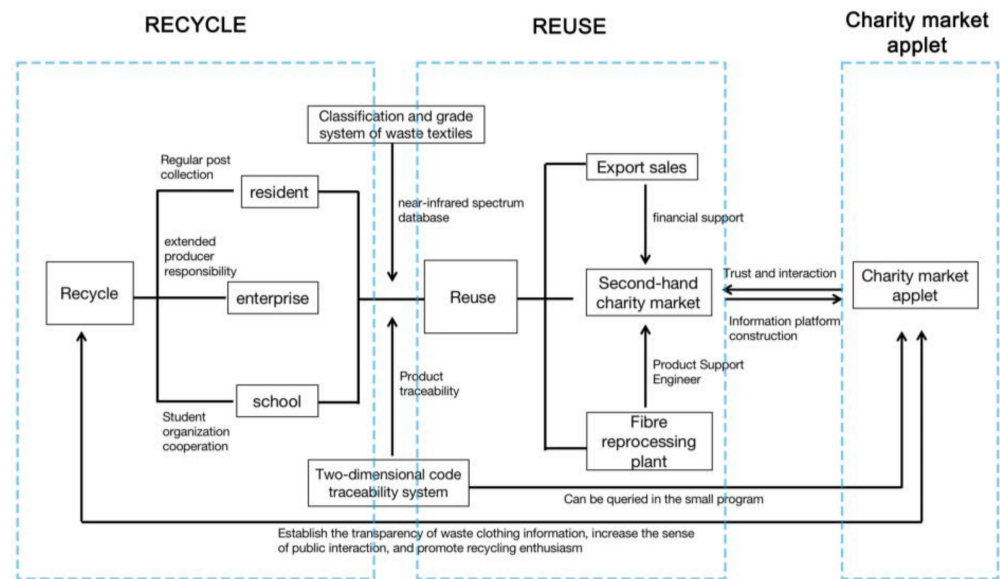 RECYCLE
REUSE
Charity market
applet
Classification and grade
system of waste textiles
Regular post
collection
resident
near-infrared spectrum
database
Export sales
financial support
extended
producer
responsibility
Recycle
enterprise
Reuse
Second-hand
charity market
Trust and interaction
Charity market
applet
Information platform
construction
Product
traceability
Product Support
Engineer
school
Student
organization
cooperation
Fibre
reprocessing
plant
Two-dimensional code
traceability system
Can be queried in the small program
Establish the transparency of waste clothing information, increase the sense
of public interaction, and promote recycling enthusiasm